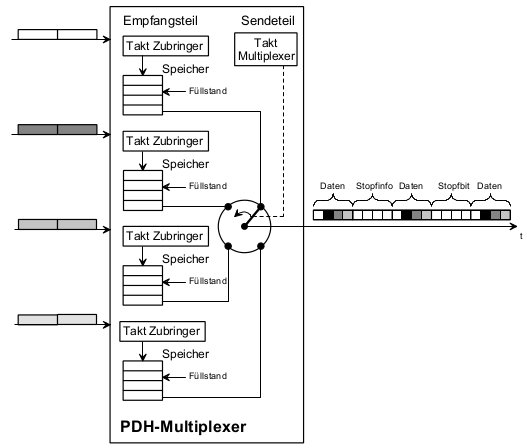 Empfangsteil
Sendeteil
Takt Zubringer
Takt
Multiplexer
Speicher
Füllstand
Takt Zubringer
Speicher
Füllstand
Daten Stopfinfo Daten Stopfbit Daten
t
Takt Zubringer
Speicher
Füllstand
Takt Zubringer
Speicher
Füllstand
PDH-Multiplexer